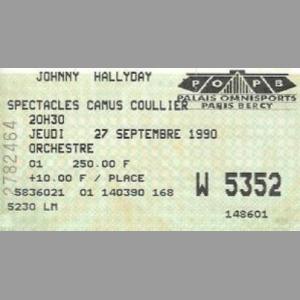 JOHNNY HALLYDAY
POPB
PALAIS OMNISPORTS
PARIS BERCY
SPECTACLES CAMUS COULLIER
20H30
JEUDI 27 SEPTEMBRE 1990
ORCHESTRE
01 250.00 F
+10.00 F / PLACE
5836021 01 140390 168
5230 LM
W 5352
148601
2782464